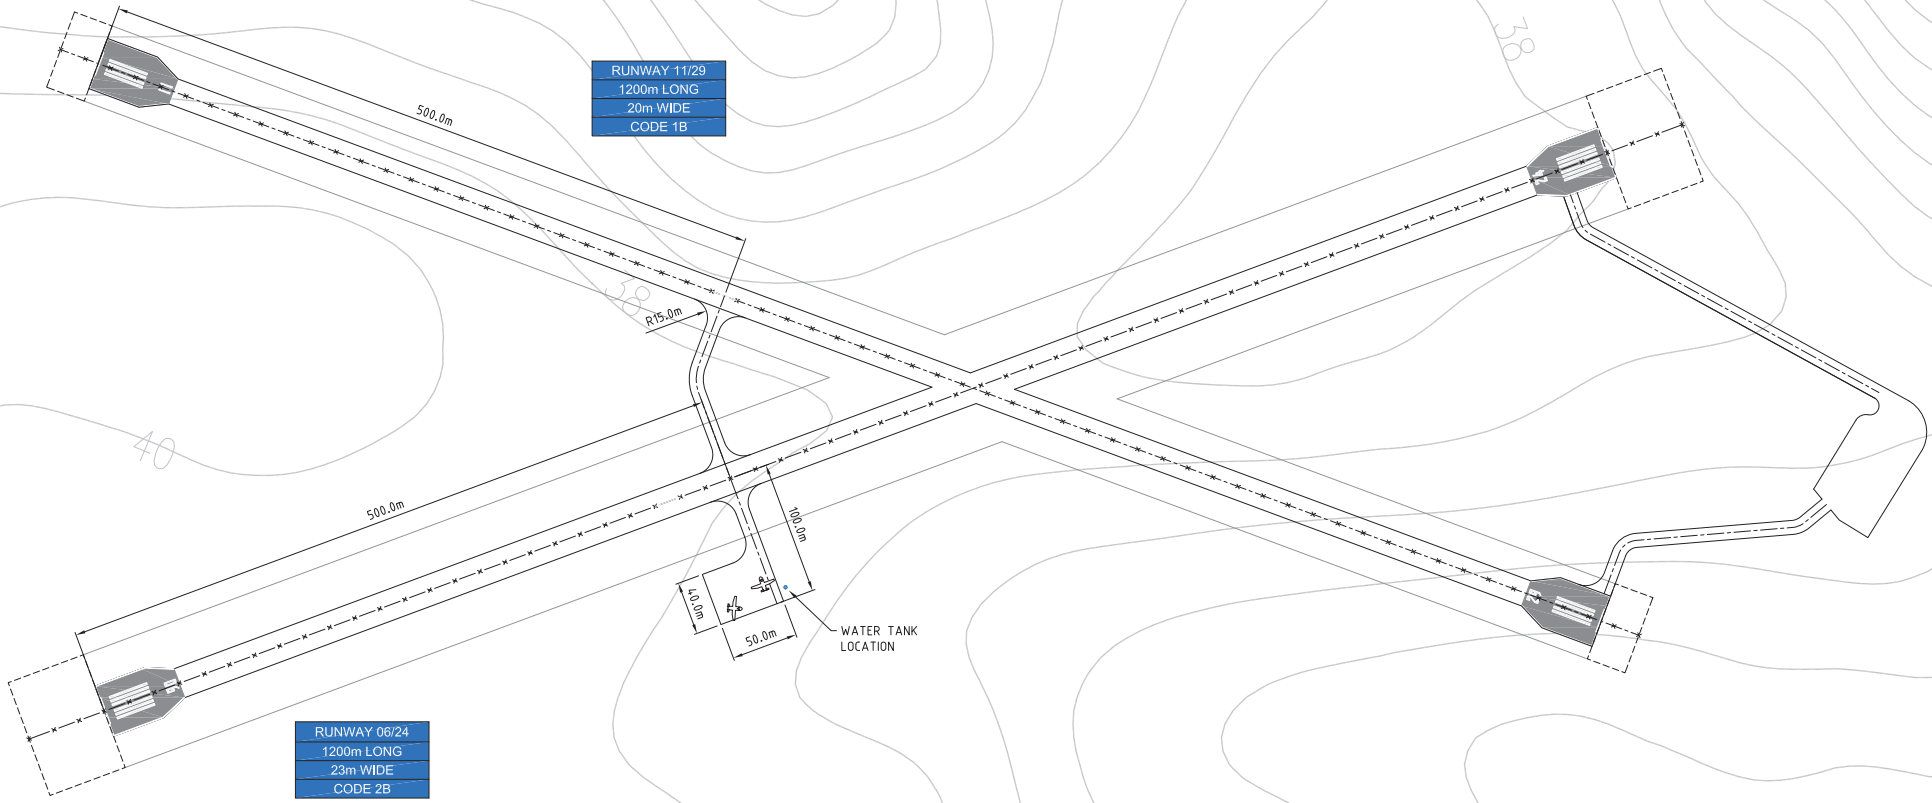 RUNWAY 11/29
1200m LONG
20m WIDE
CODE 1B
500.0m
38
38
R15.0m
40
500.0m
100.0m
40.0m
50.0m
WATER TANK
LOCATION
RUNWAY 06/24
1200m LONG
23m WIDE
CODE 2B